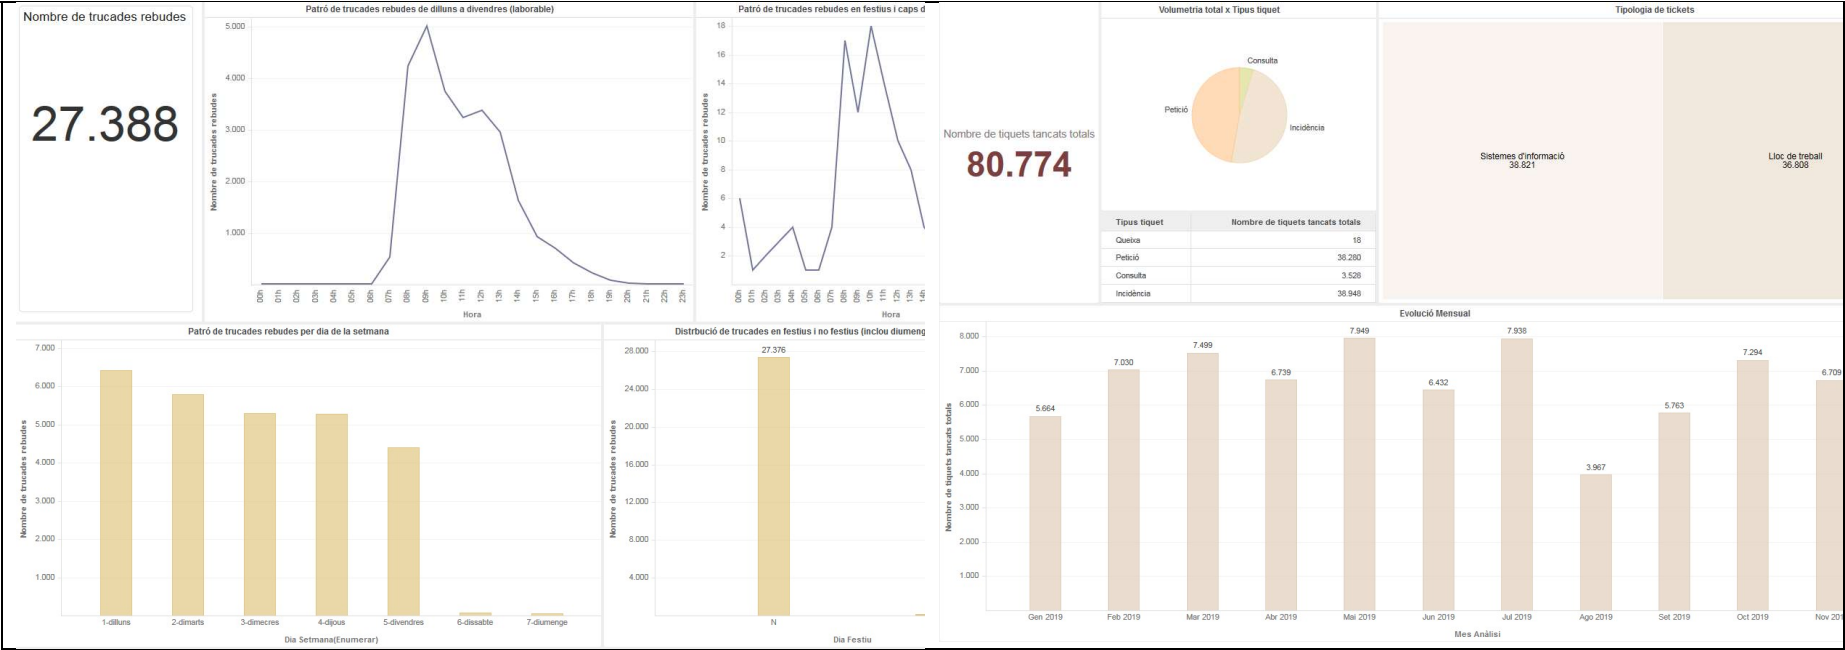 Nombre de trucades rebudes
27.388
Patró de trucades rebudes de dilluns a divendres (laborable)
Nombre de trucades rebudes
5.000
4.000
3.000
2.000
1.000
00h 01h 02h 03h 04h 05h 06h 07h 08h 09h 10h 11h 12h 13h 14h 15h 16h 17h 18h 19h 20h 21h 22h 23h
Hora
Patró de trucades rebudes en festius i caps d
Nombre de trucades rebudes
18
16
14
12
10
8
6
4
2
00h 01h 02h 03h 04h 05h 06h 07h 08h 09h 10h 11h 12h 13h 14h
Hora
Patró de trucades rebudes per dia de la setmana
Nombre de trucades rebudes
7.000
6.000
5.000
4.000
3.000
2.000
1.000
1-dilluns 2-dimarts 3-dimecres 4-dijous 5-divendres 6-dissabte 7-diumenge
Dia Setmana(Enumerar)
Distrbució de trucades en festius i no festius (inclou diumeng
Nombre de trucades rebudes
28.000
24.000
20.000
16.000
12.000
8.000
4.000
27.376
N
Dia Festiu
Nombre de tiquets tancats totals
80.774
Volumetria total x Tipus tiquet
Consulta
Petició
Incidència
Tipus tiquet Nombre de tiquets tancats totals
Queixa 18
Petició 38.280
Consulta 3.528
Incidència 38.948
Tipologia de tickets
Sistemes d'informació
38.821
Lloc de treball
36.808
Evolució Mensual
Nombre de tiquets tancats totals
8.000
7.000
6.000
5.000
4.000
3.000
2.000
1.000
5.664 7.030 7.499 6.739 7.949 6.432 7.938 3.967 5.763 7.294 6.709
Gen 2019 Feb 2019 Mar 2019 Abr 2019 Mai 2019 Jun 2019 Jul 2019 Ago 2019 Set 2019 Oct 2019 Nov 201
Mes Anàlisi